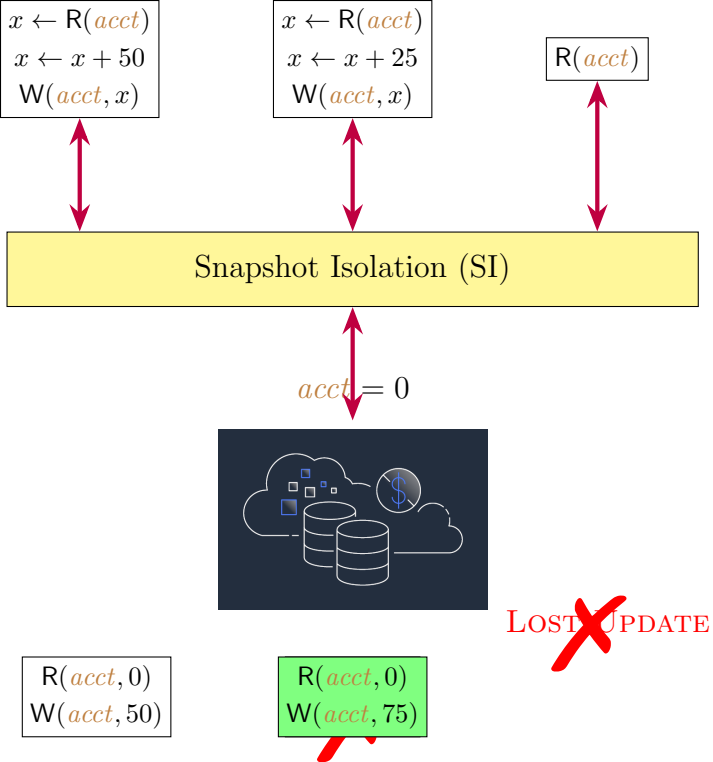 x ← R(acct)
x ← x + 50
W(acct, x)
x ← R(acct)
x ← x + 25
W(acct, x)
R(acct)
Snapshot Isolation (SI)
acct = 0
$
LOST UPDATE
R(acct, 0)
W(acct, 50)
R(acct, 0)
W(acct, 75)